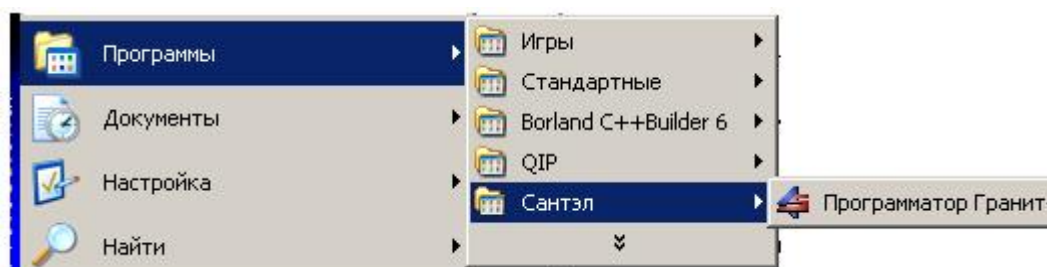 Программы
Документы
Настройка
Найти
Игры
Стандартные
Borland C++Builder 6
QIP
Сантэл
Программатор Гранит